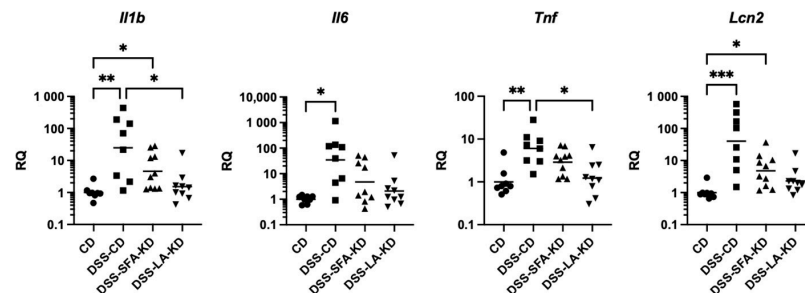 Il1b
*
**
*
RQ
1 000
100
10
1
0.1
CD
DSS-CD
DSS-SFA-KD
DSS-LA-KD
Il6
*
RQ
10,000
1 000
100
10
1
0.1
CD
DSS-CD
DSS-SFA-KD
DSS-LA-KD
Tnf
**
*
RQ
100
10
1
0.1
CD
DSS-CD
DSS-SFA-KD
DSS-LA-KD
Lcn2
*
***
RQ
1 000
100
10
1
0.1
CD
DSS-CD
DSS-SFA-KD
DSS-LA-KD